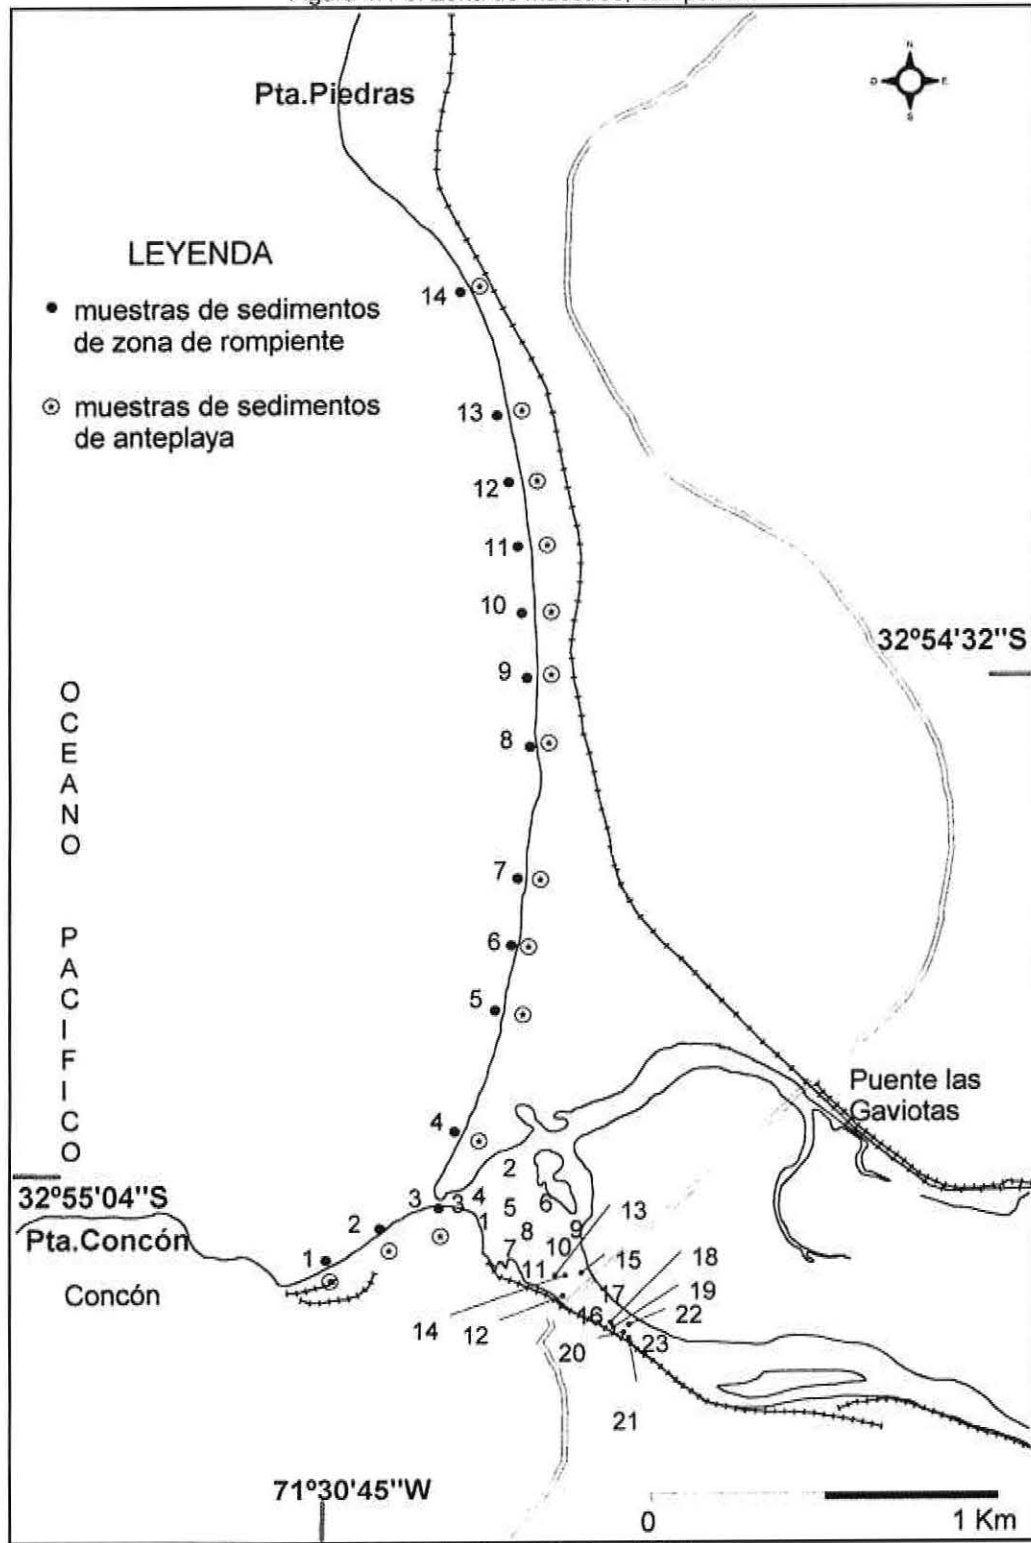 N
O E
S
Pta.Piedras
LEYENDA
muestras de sedimentos
de zona de rompiente
muestras de sedimentos
de anteplaya
14
13
12
11
10
9
8
7
6
5
4
3
2
1
32º54'32"S
OCEANO PACIFICO
Puente las
Gaviotas
32º55'04"S
Pta.Concón
Concón
2
3 4
1
5 6
8 9
7 10
11
13
15
14
12
17
16
18
19
22
20
23
21
71º30'45"W
0 1 Km